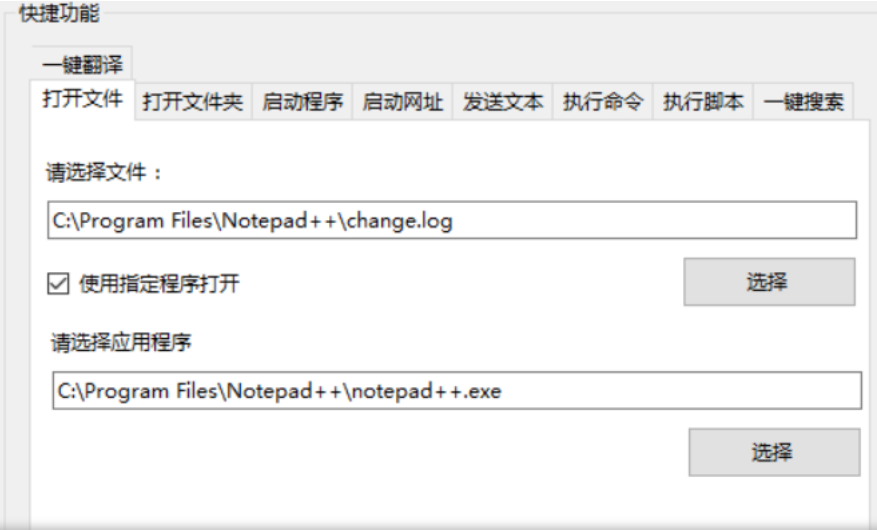 快捷功能
一键翻译
打开文件 打开文件夹 启动程序 启动网址 发送文本 执行命令 执行脚本 一键搜索
请选择文件：
C:\Program Files\Notepad++\change.log
使用指定程序打开 选择
请选择应用程序
C:\Program Files\Notepad++\notepad++.exe
选择